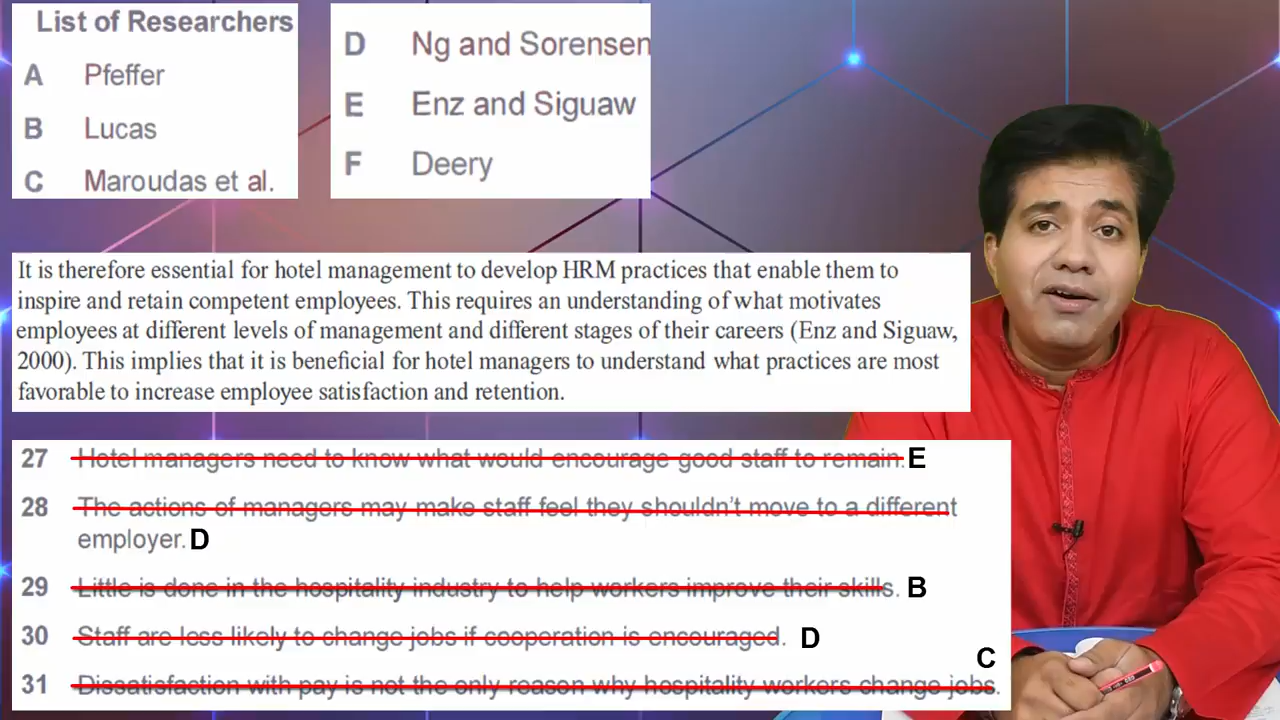 List of Researchers
A Pfeffer
B Lucas
C Maroudas et al.
D Ng and Sorensen
E Enz and Siguaw
F Deery
It is therefore essential for hotel management to develop HRM practices that enable them to
inspire and retain competent employees. This requires an understanding of what motivates
employees at different levels of management and different stages of their careers (Enz and Siguaw,
2000). This implies that it is beneficial for hotel managers to understand what practices are most
favorable to increase employee satisfaction and retention.
27 Hotel managers need to know what would encourage good staff to remain. E
28 The actions of managers may make staff feel they shouldn't move to a different
employer. D
29 Little is done in the hospitality industry to help workers improve their skills. B
30 Staff are less likely to change jobs if cooperation is encouraged. D
C
31 Dissatisfaction with pay is not the only reason why hospitality workers change jobs.